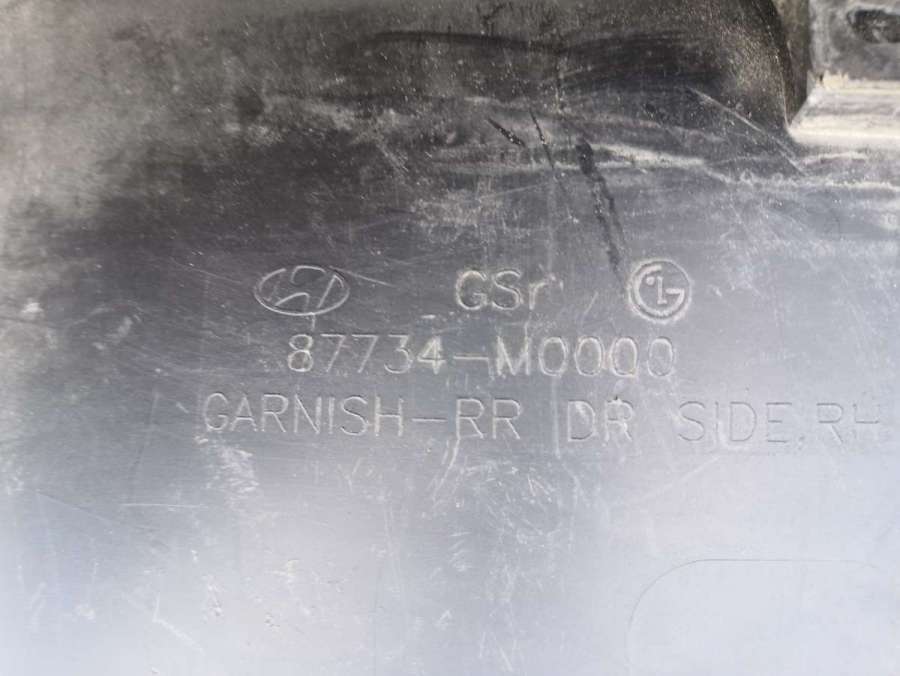 GSr
87734-M0000
GARNISH-RR DR SIDE,RH